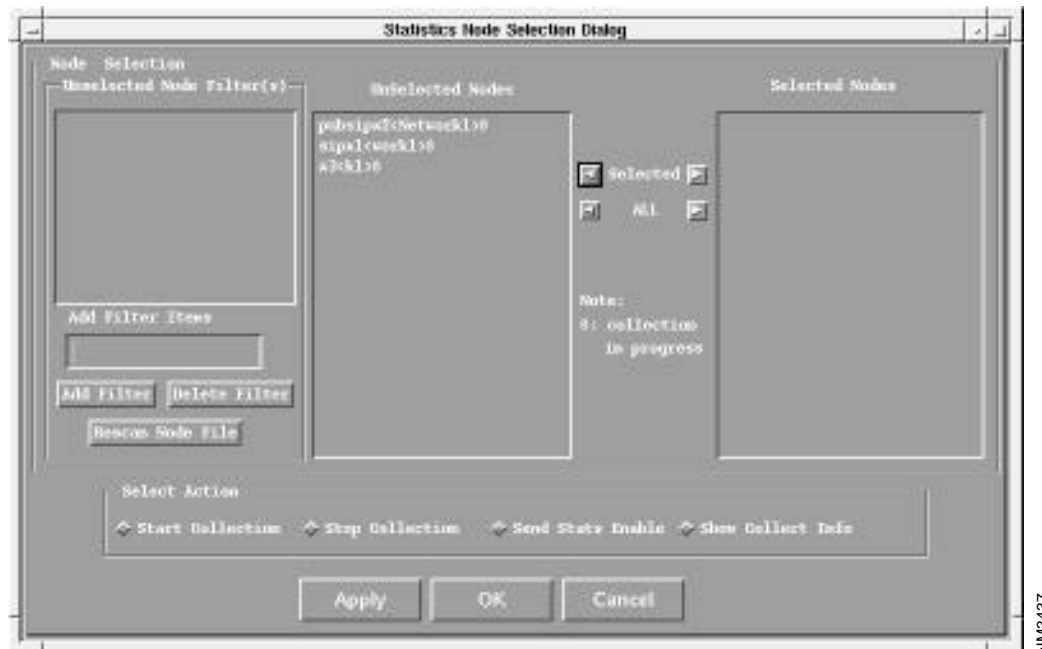 Statistics Node Selection Dialog
Node Selection
Unselected Node Filter(s)
UnSelected Nodes
Selected Nodes
Selected
ALL
Note:
@: collection
in progress
Add Filter Items
Add Filter
Delete Filter
Rescan Node File
Select Action
Start Collection
Stop Collection
Send Statv Enable
Show Collect Info
Apply
OK
Cancel